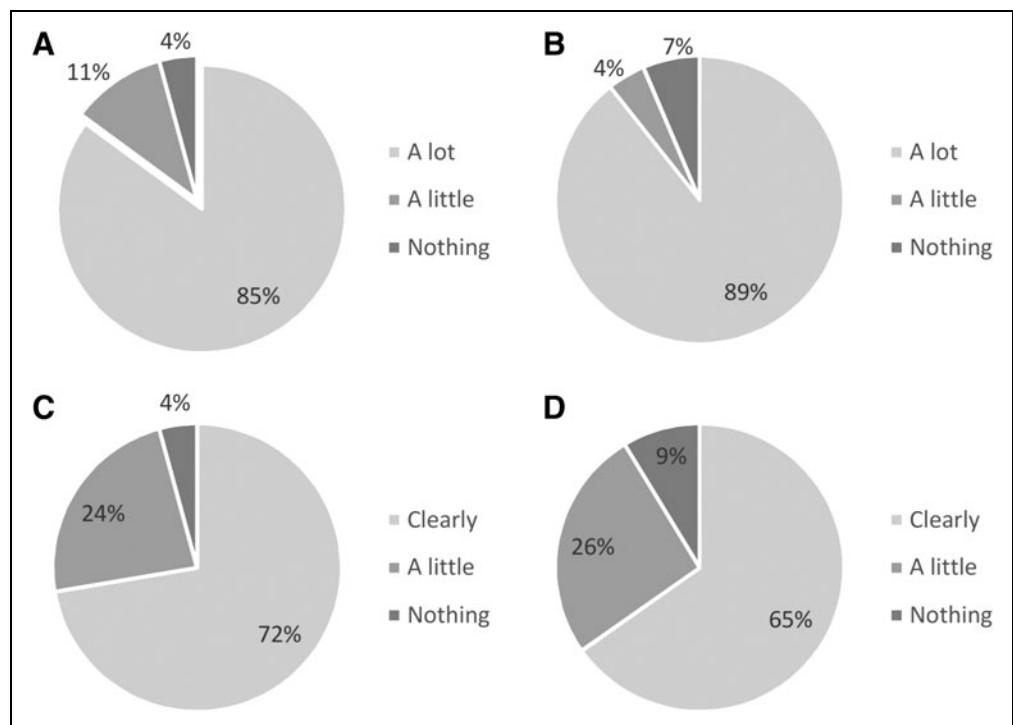 A
4%
11%
85%
A lot
A little
Nothing
B
7%
4%
89%
A lot
A little
Nothing
C
4%
24%
72%
Clearly
A little
Nothing
D
9%
26%
65%
Clearly
A little
Nothing